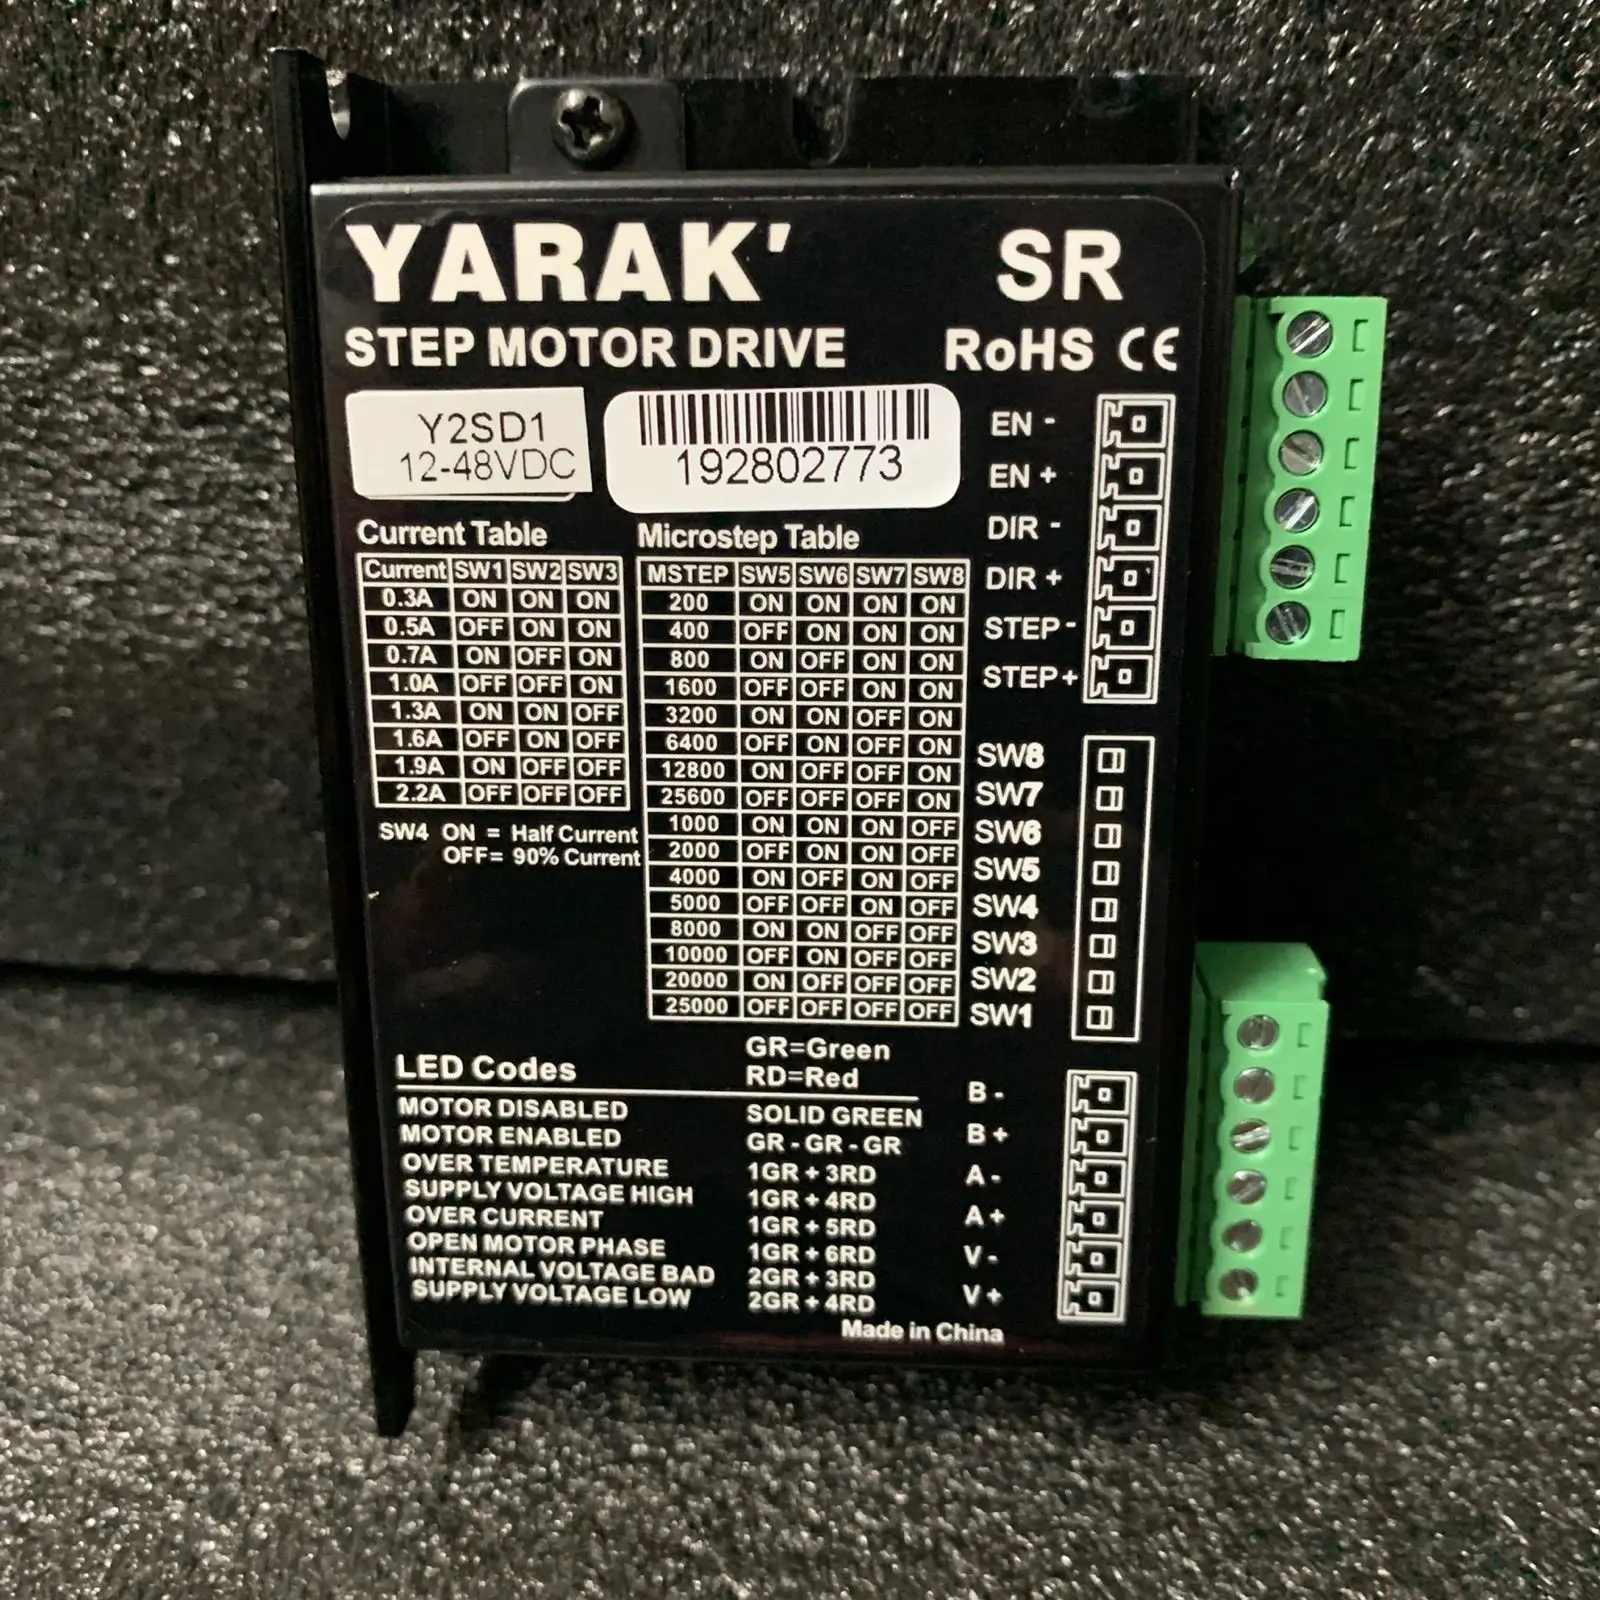 YARAK' SR
STEP MOTOR DRIVE RoHS CE
Y2SD1
12-48VDC
192802773
Current Table
Current SW1 SW2 SW3
0.3A ON ON ON
0.5A OFF ON ON
0.7A ON OFF ON
1.0A OFF OFF ON
1.3A ON ON OFF
1.6A OFF ON OFF
1.9A ON OFF OFF
2.2A OFF OFF OFF
SW4 ON = Half Current
OFF= 90% Current
Microstep Table
MSTEP SW5 SW6 SW7 SW8
200 ON ON ON ON
400 OFF ON ON ON
800 ON OFF ON ON
1600 OFF OFF ON ON
3200 ON ON OFF ON
6400 OFF ON OFF ON
12800 ON OFF OFF ON
25600 OFF OFF OFF ON
1000 ON ON ON OFF
2000 OFF ON ON OFF
4000 ON OFF ON OFF
5000 OFF OFF ON OFF
8000 ON ON OFF OFF
10000 OFF ON OFF OFF
20000 ON OFF OFF OFF
25000 OFF OFF OFF OFF
EN -
EN +
DIR -
DIR +
STEP -
STEP +
SW8
SW7
SW6
SW5
SW4
SW3
SW2
SW1
GR=Green
LED Codes RD=Red
MOTOR DISABLED SOLID GREEN
MOTOR ENABLED GR - GR - GR
OVER TEMPERATURE 1GR + 3RD
SUPPLY VOLTAGE HIGH 1GR + 4RD
OVER CURRENT 1GR + 5RD
OPEN MOTOR PHASE 1GR + 6RD
INTERNAL VOLTAGE BAD 2GR + 3RD
SUPPLY VOLTAGE LOW 2GR + 4RD
B -
B +
A -
A +
V -
V +
Made in China